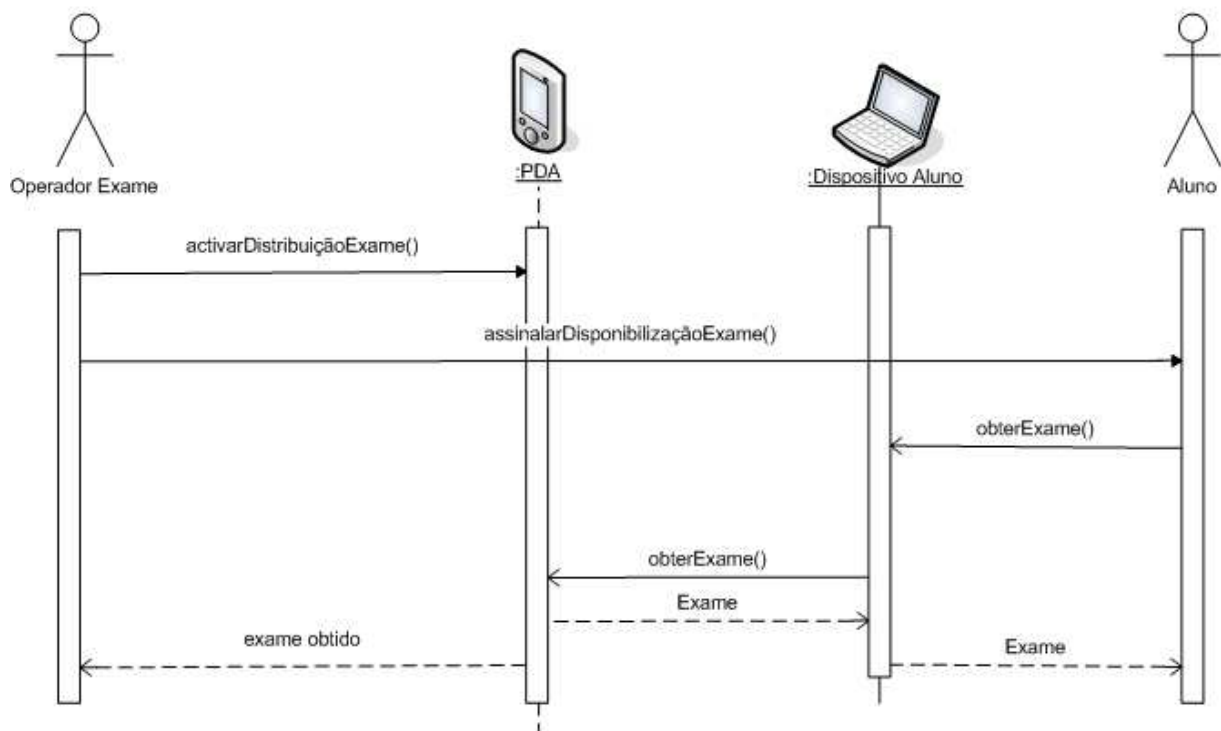 :PDA
:Dispositivo Aluno
Operador Exame
Aluno
activarDistribuiçãoExame()
assinalarDisponibilizaçãoExame()
obterExame()
obterExame()
Exame
exame obtido
Exame